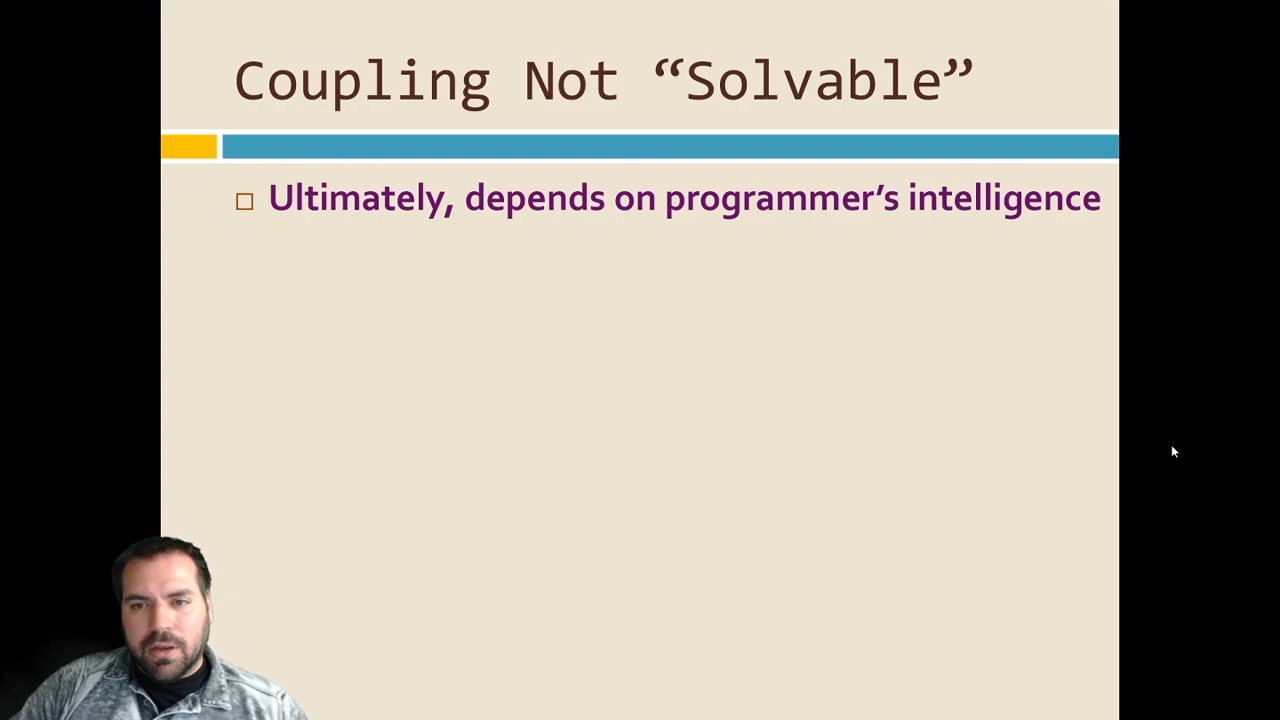 Coupling Not “Solvable”
Ultimately, depends on programmer’s intelligence